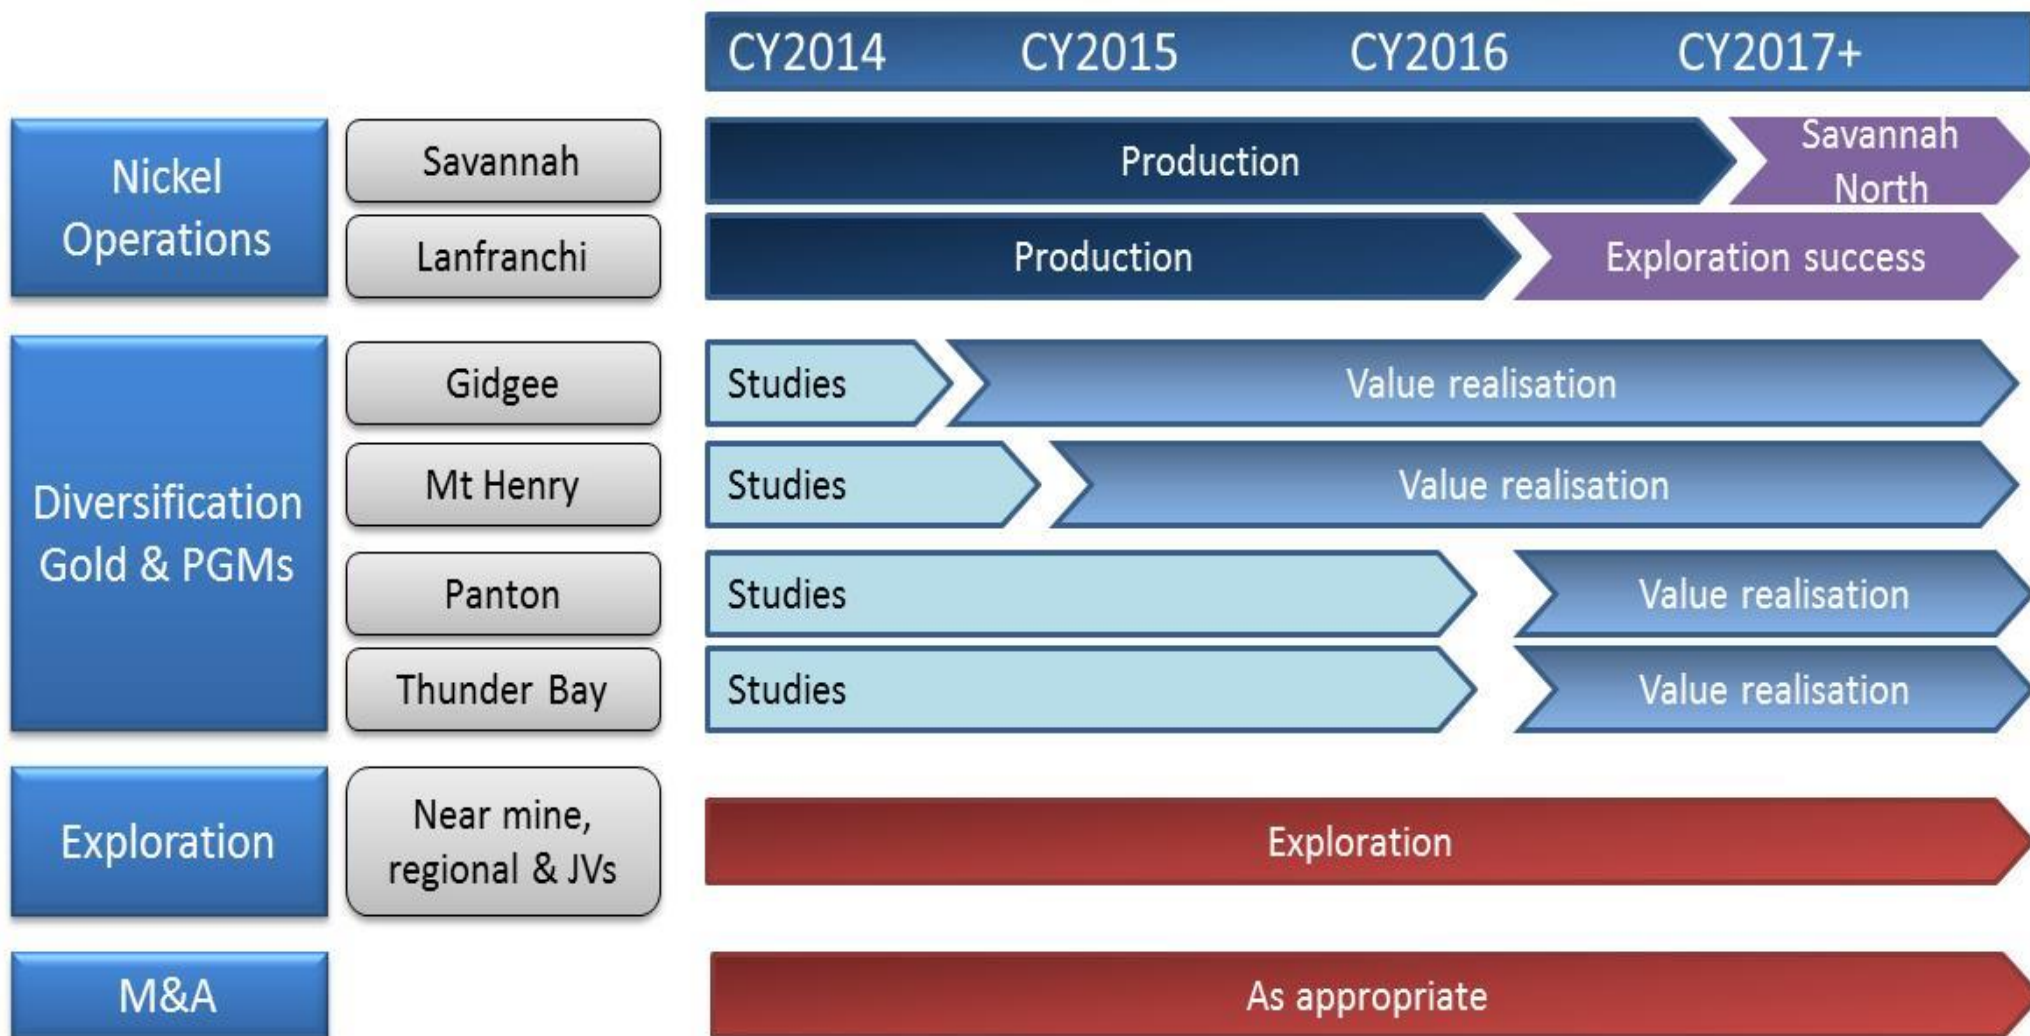 CY2014 CY2015 CY2016 CY2017+
Nickel
Operations
Savannah
Production
Savannah
North
Lanfranchi
Production
Exploration success
Diversification
Gold & PGMs
Gidgee
Studies
Value realisation
Mt Henry
Studies
Value realisation
Panton
Studies
Value realisation
Thunder Bay
Studies
Value realisation
Exploration
Near mine,
regional & JVs
Exploration
M&A
As appropriate